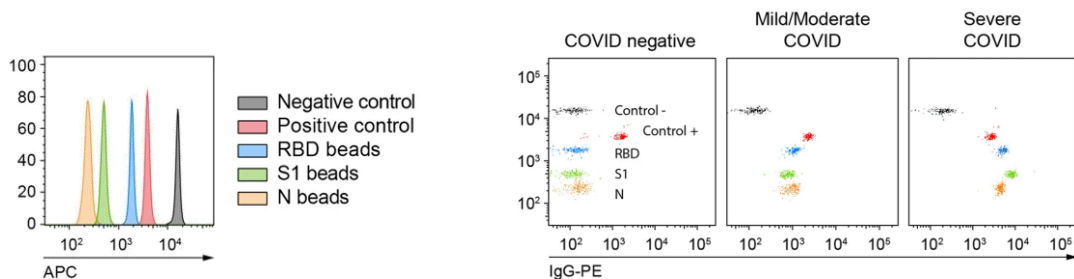 100
80
60
40
20
0
10²
10³
10⁴
APC
Negative control
Positive control
RBD beads
S1 beads
N beads
COVID negative
Mild/Moderate
COVID
Severe
COVID
10⁵
10⁴
10³
10²
Control -
Control +
RBD
S1
N
10² 10³ 10⁴ 10⁵
10² 10³ 10⁴ 10⁵
10² 10³ 10⁴ 10⁵
IgG-PE